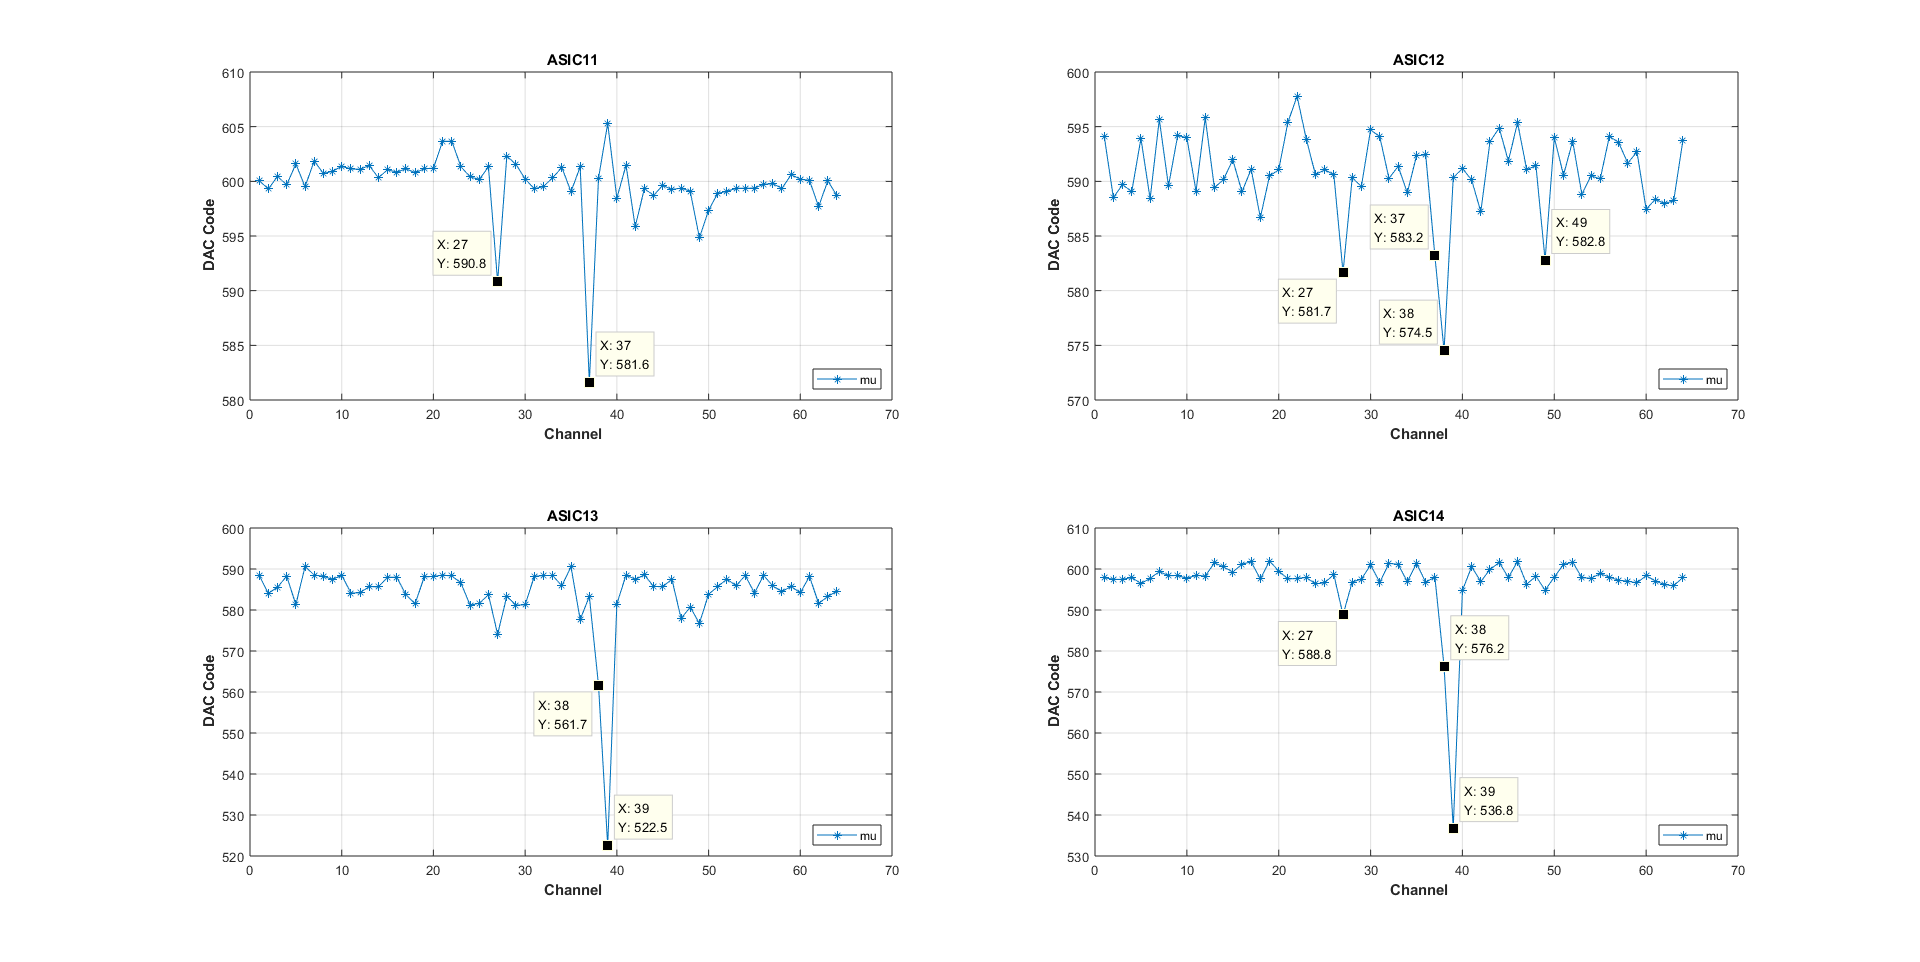 ASIC11
610
605
600
595
590
585
580
DAC Code
X: 27
Y: 590.8
X: 37
Y: 581.6
mu
0 10 20 30 40 50 60 70
Channel
ASIC12
600
595
590
585
580
575
570
DAC Code
X: 37
Y: 583.2
X: 49
Y: 582.8
X: 27
Y: 581.7
X: 38
Y: 574.5
mu
0 10 20 30 40 50 60 70
Channel
ASIC13
600
590
580
570
560
550
540
530
520
DAC Code
X: 38
Y: 561.7
X: 39
Y: 522.5
mu
0 10 20 30 40 50 60 70
Channel
ASIC14
610
600
590
580
570
560
550
540
530
DAC Code
X: 27
Y: 588.8
X: 38
Y: 576.2
X: 39
Y: 536.8
mu
0 10 20 30 40 50 60 70
Channel